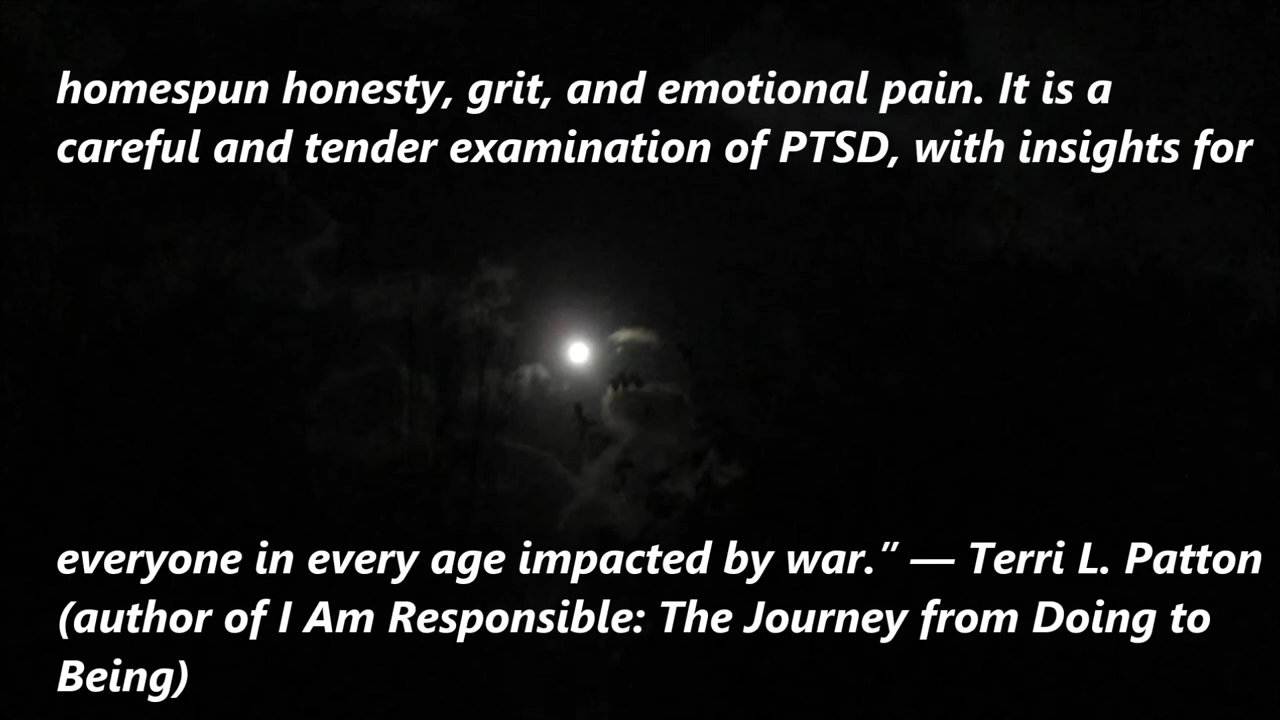 homespun honesty, grit, and emotional pain. It is a
careful and tender examination of PTSD, with insights for
everyone in every age impacted by war.” — Terri L. Patton
(author of I Am Responsible: The Journey from Doing to
Being)